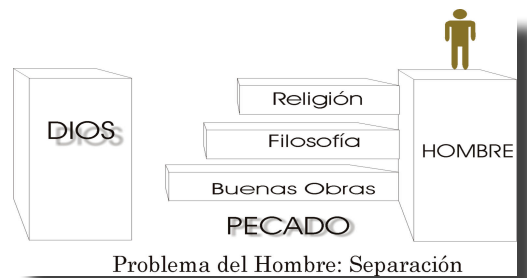 Religión
DIOS
Filosofía
HOMBRE
Buenas Obras
PECADO
Problema del Hombre: Separación